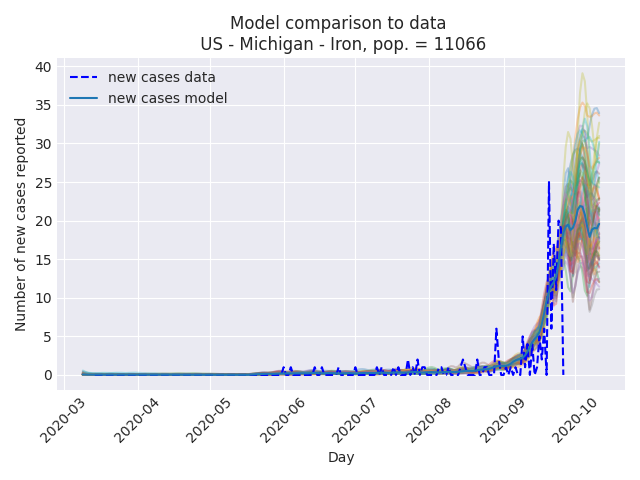 Model comparison to data
US - Michigan - Iron, pop. = 11066
new cases data
new cases model
Number of new cases reported
40
35
30
25
20
15
10
5
0
2020-03
2020-04
2020-05
2020-06
2020-07
2020-08
2020-09
2020-10
Day